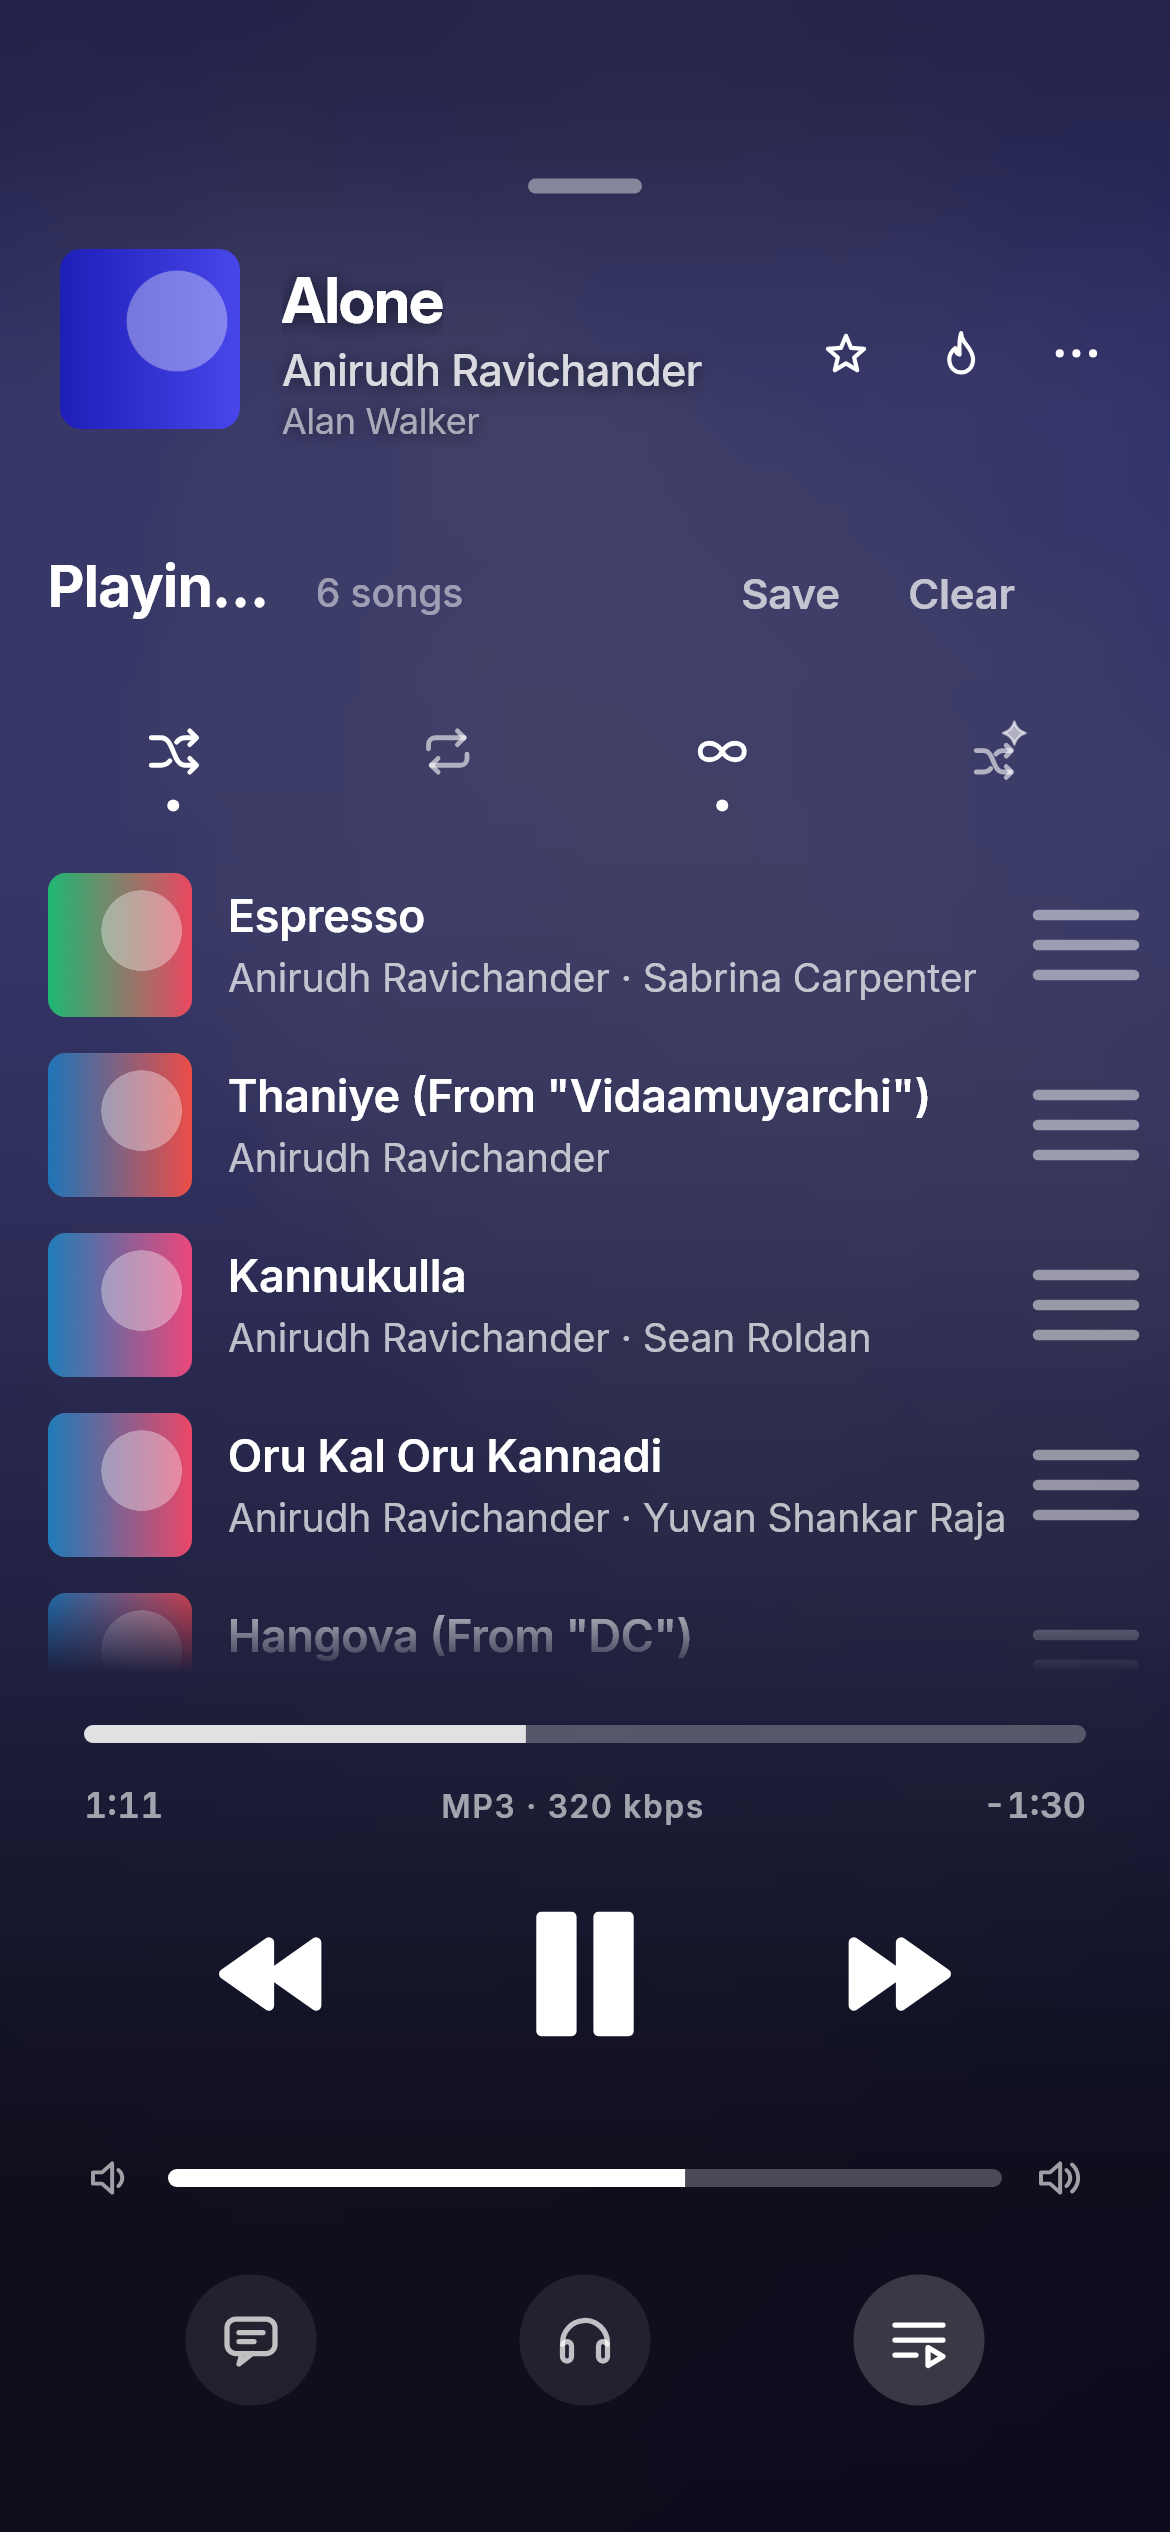 Alone
Anirudh Ravichander
Alan Walker
Playin... 6 songs Save Clear
Espresso
Anirudh Ravichander · Sabrina Carpenter
Thaniye (From "Vidaamuyarchi")
Anirudh Ravichander
Kannukulla
Anirudh Ravichander · Sean Roldan
Oru Kal Oru Kannadi
Anirudh Ravichander · Yuvan Shankar Raja
Hangova (From "DC")
1:11 MP3 · 320 kbps -1:30